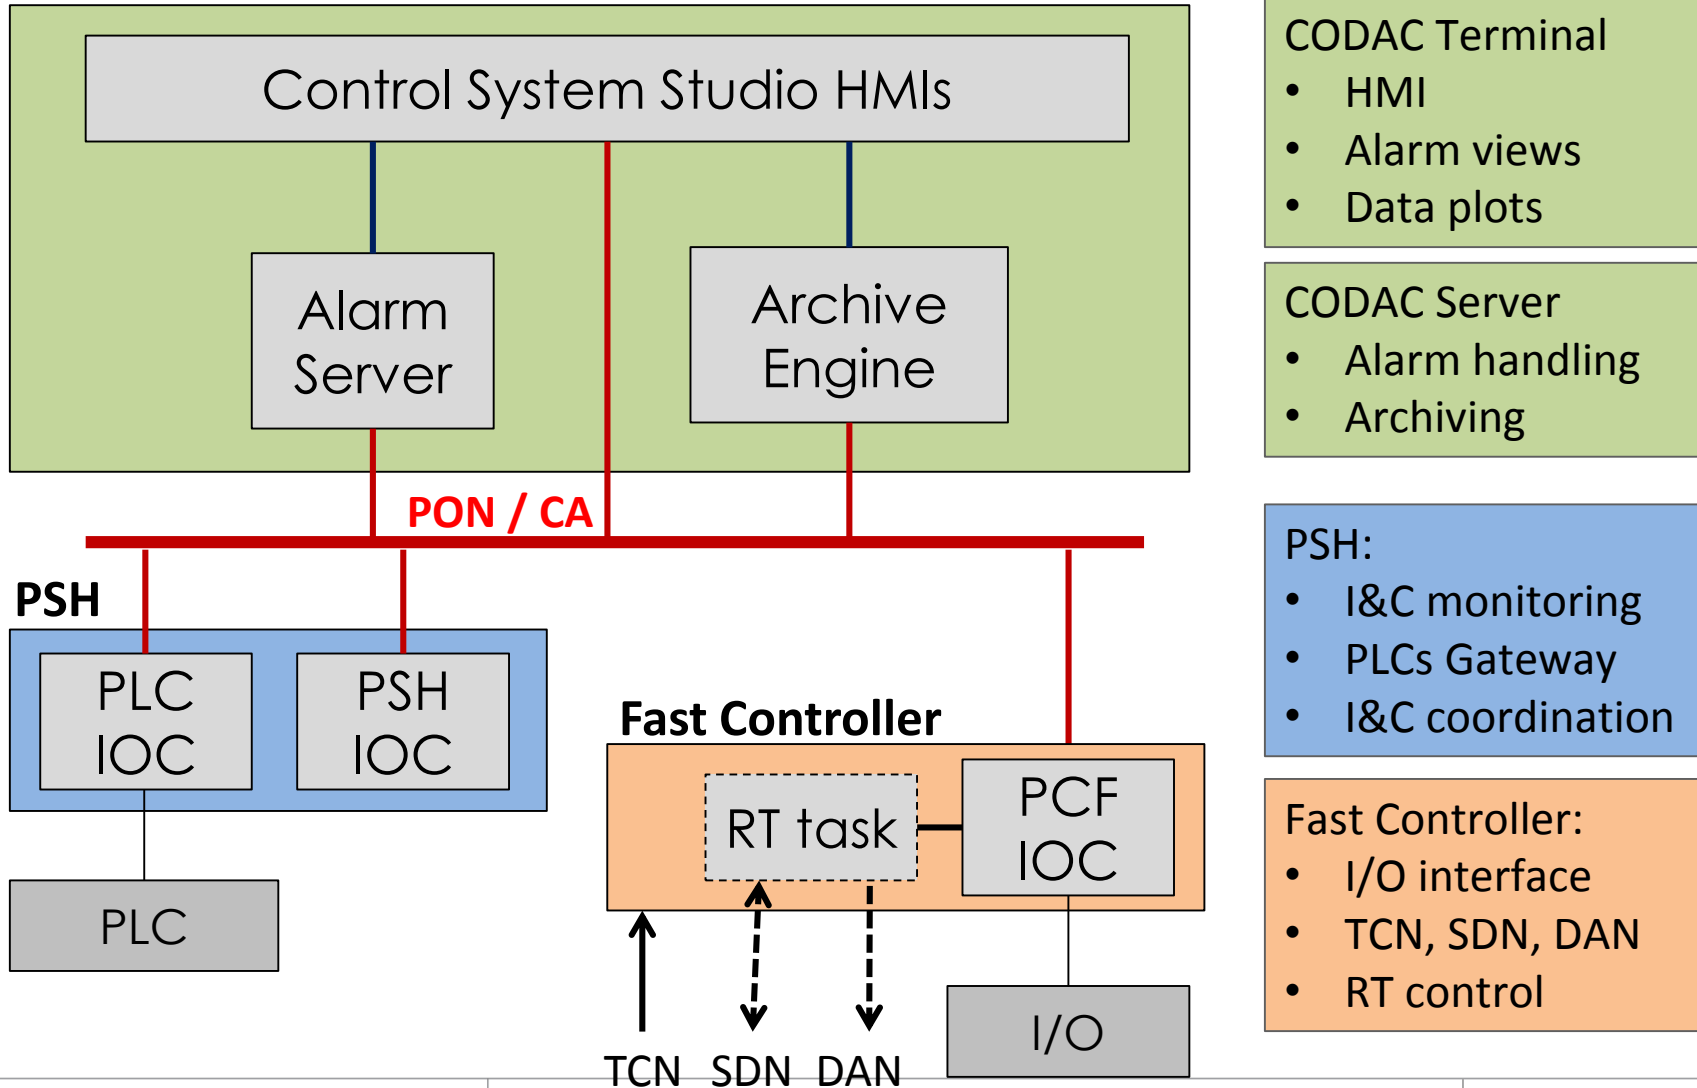 Control System Studio HMIs
Alarm
Server
Archive
Engine
PON / CA
PSH
PLC
IOC
PSH
IOC
PLC
Fast Controller
RT task
PCF
IOC
TCN
SDN
DAN
I/O
CODAC Terminal
• HMI
• Alarm views
• Data plots
CODAC Server
• Alarm handling
• Archiving
PSH:
• I&C monitoring
• PLCs Gateway
• I&C coordination
Fast Controller:
• I/O interface
• TCN, SDN, DAN
• RT control